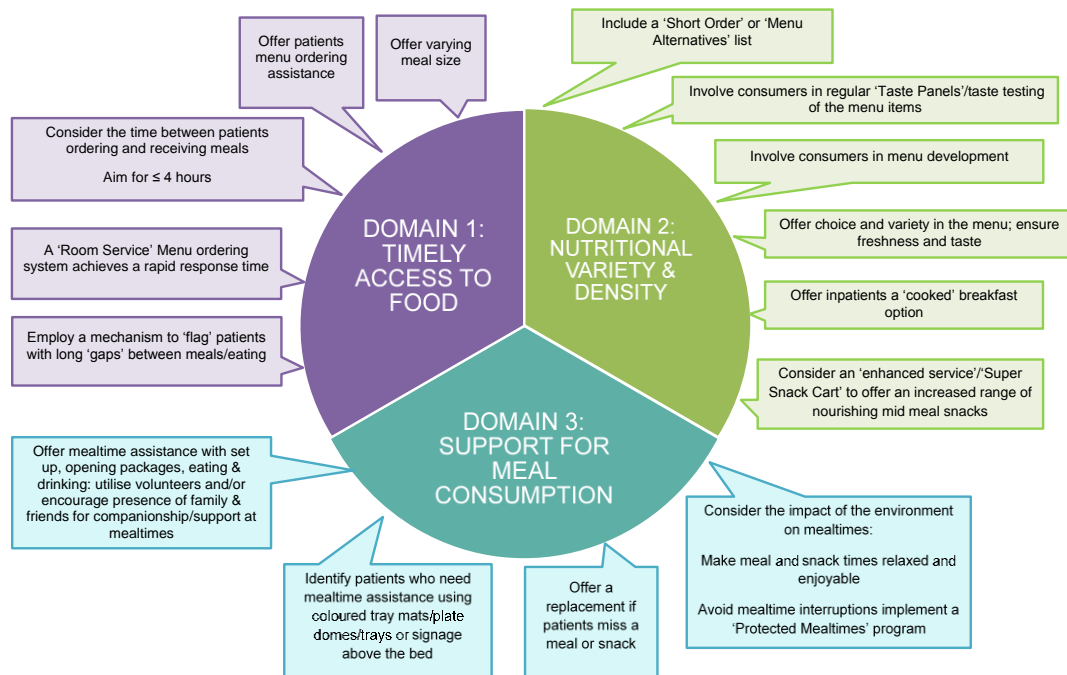 Offer patients
menu ordering
assistance
Offer varying
meal size
Include a ‘Short Order’ or ‘Menu
Alternatives’ list
Involve consumers in regular ‘Taste Panels’/taste testing
of the menu items
Consider the time between patients
ordering and receiving meals
Aim for ≤ 4 hours
Involve consumers in menu development
A ‘Room Service’ Menu ordering
system achieves a rapid response time
Offer choice and variety in the menu; ensure
freshness and taste
Employ a mechanism to ‘flag’ patients
with long ‘gaps’ between meals/eating
Offer inpatients a ‘cooked’ breakfast
option
Consider an ‘enhanced service’/‘Super
Snack Cart’ to offer an increased range of
nourishing mid meal snacks
DOMAIN 1:
TIMELY
ACCESS TO
FOOD
DOMAIN 2:
NUTRITIONAL
VARIETY &
DENSITY
DOMAIN 3:
SUPPORT FOR
MEAL
CONSUMPTION
Offer mealtime assistance with set
up, opening packages, eating &
drinking: utilise volunteers and/or
encourage presence of family &
friends for companionship/support at
mealtimes
Identify patients who need
mealtime assistance using
coloured tray mats/plate
domes/trays or signage
above the bed
Offer a
replacement if
patients miss a
meal or snack
Consider the impact of the environment
on mealtimes:
Make meal and snack times relaxed and
enjoyable
Avoid mealtime interruptions implement a
‘Protected Mealtimes’ program